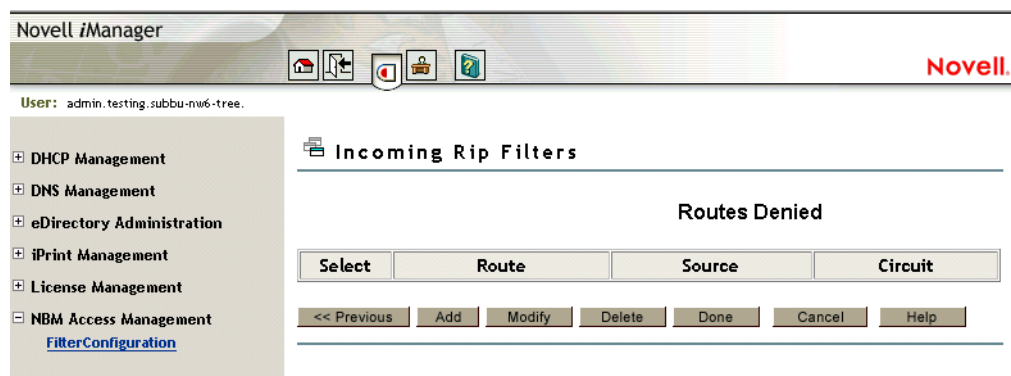 Novell iManager
Novell.
User: admin.testing.subbu-nw6-tree.
DHCP Management
DNS Management
eDirectory Administration
iPrint Management
License Management
NBM Access Management
FilterConfiguration
Incoming Rip Filters
Routes Denied
Select Route Source Circuit
<< Previous Add Modify Delete Done Cancel Help